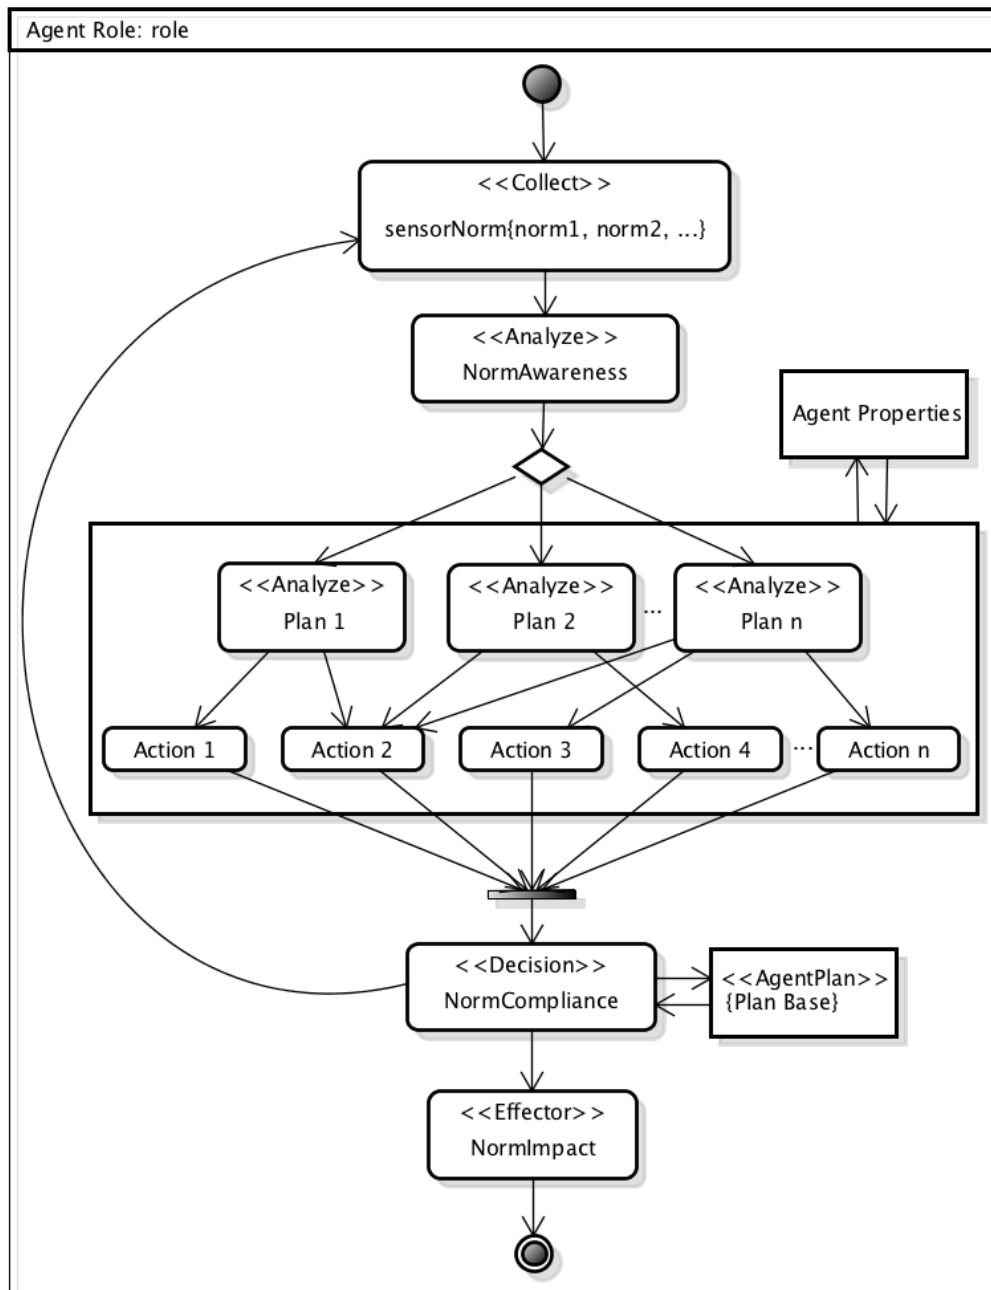 Agent Role: role
<<Collect>>
sensorNorm{norm1, norm2, ...}
<<Analyze>>
NormAwareness
Agent Properties
<<Analyze>>
Plan 1
<<Analyze>>
Plan 2
...
<<Analyze>>
Plan n
Action 1
Action 2
Action 3
Action 4
...
Action n
<<Decision>>
NormCompliance
<<AgentPlan>>
{Plan Base}
<<Effector>>
NormImpact